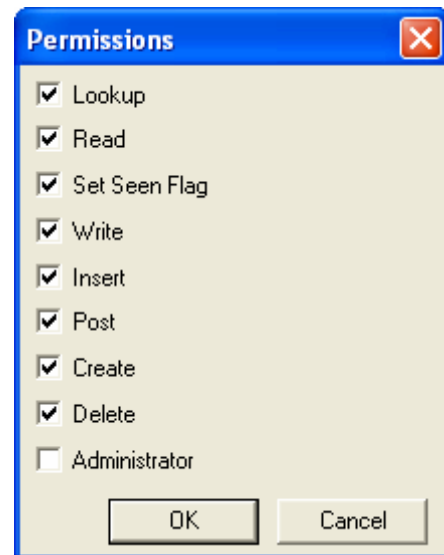 Permissions
Lookup
Read
Set Seen Flag
Write
Insert
Post
Create
Delete
Administrator
OK Cancel